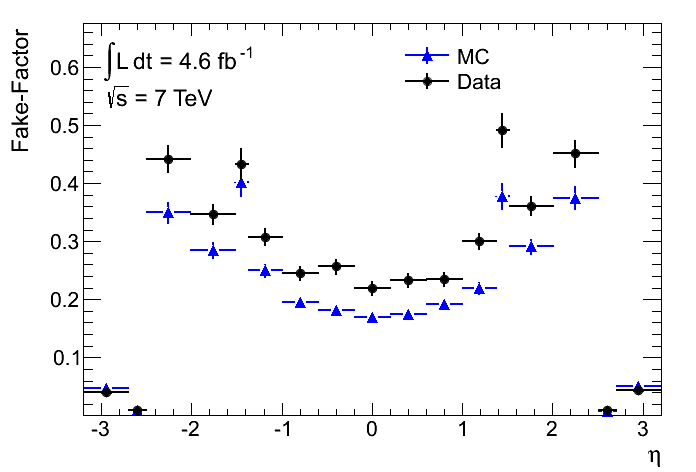 Fake-Factor
∫L dt = 4.6 fb⁻¹
√s = 7 TeV
MC
Data
0.6
0.5
0.4
0.3
0.2
0.1
-3 -2 -1 0 1 2 3
η